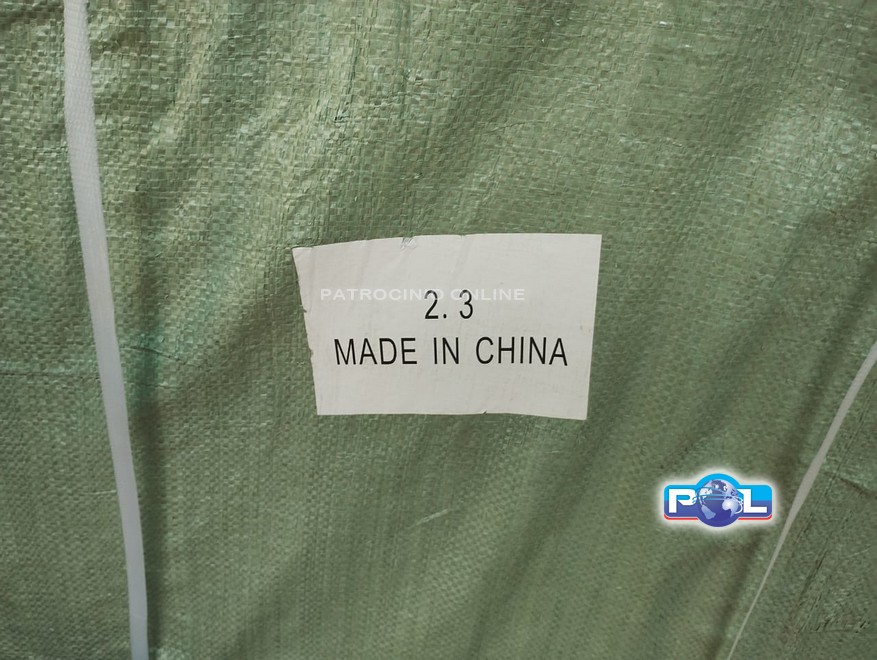 PATROCINIO ONLINE
2. 3
MADE IN CHINA
POL